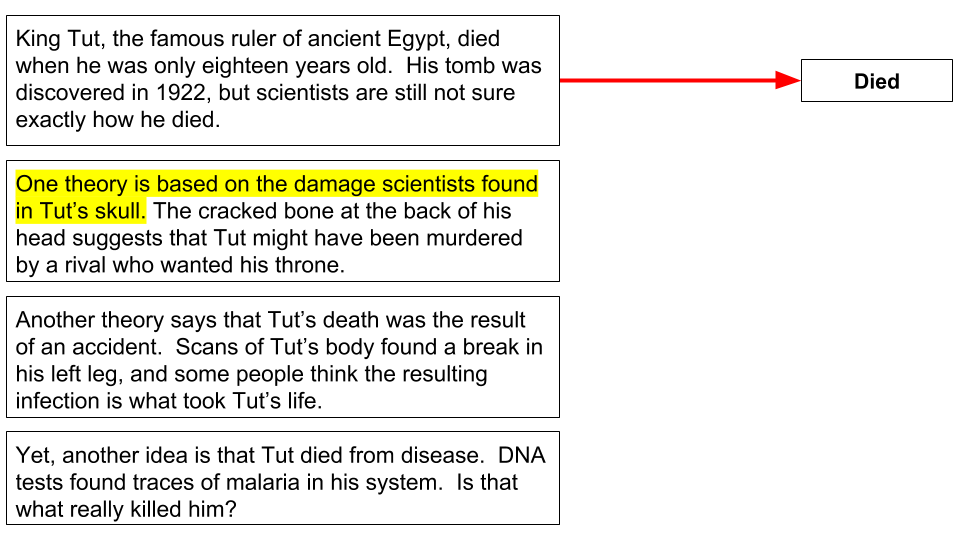 King Tut, the famous ruler of ancient Egypt, died
when he was only eighteen years old.  His tomb was
discovered in 1922, but scientists are still not sure
exactly how he died.
Died
One theory is based on the damage scientists found
in Tut’s skull. The cracked bone at the back of his
head suggests that Tut might have been murdered
by a rival who wanted his throne.
Another theory says that Tut’s death was the result
of an accident.  Scans of Tut’s body found a break in
his left leg, and some people think the resulting
infection is what took Tut’s life.
Yet, another idea is that Tut died from disease.  DNA
tests found traces of malaria in his system.  Is that
what really killed him?